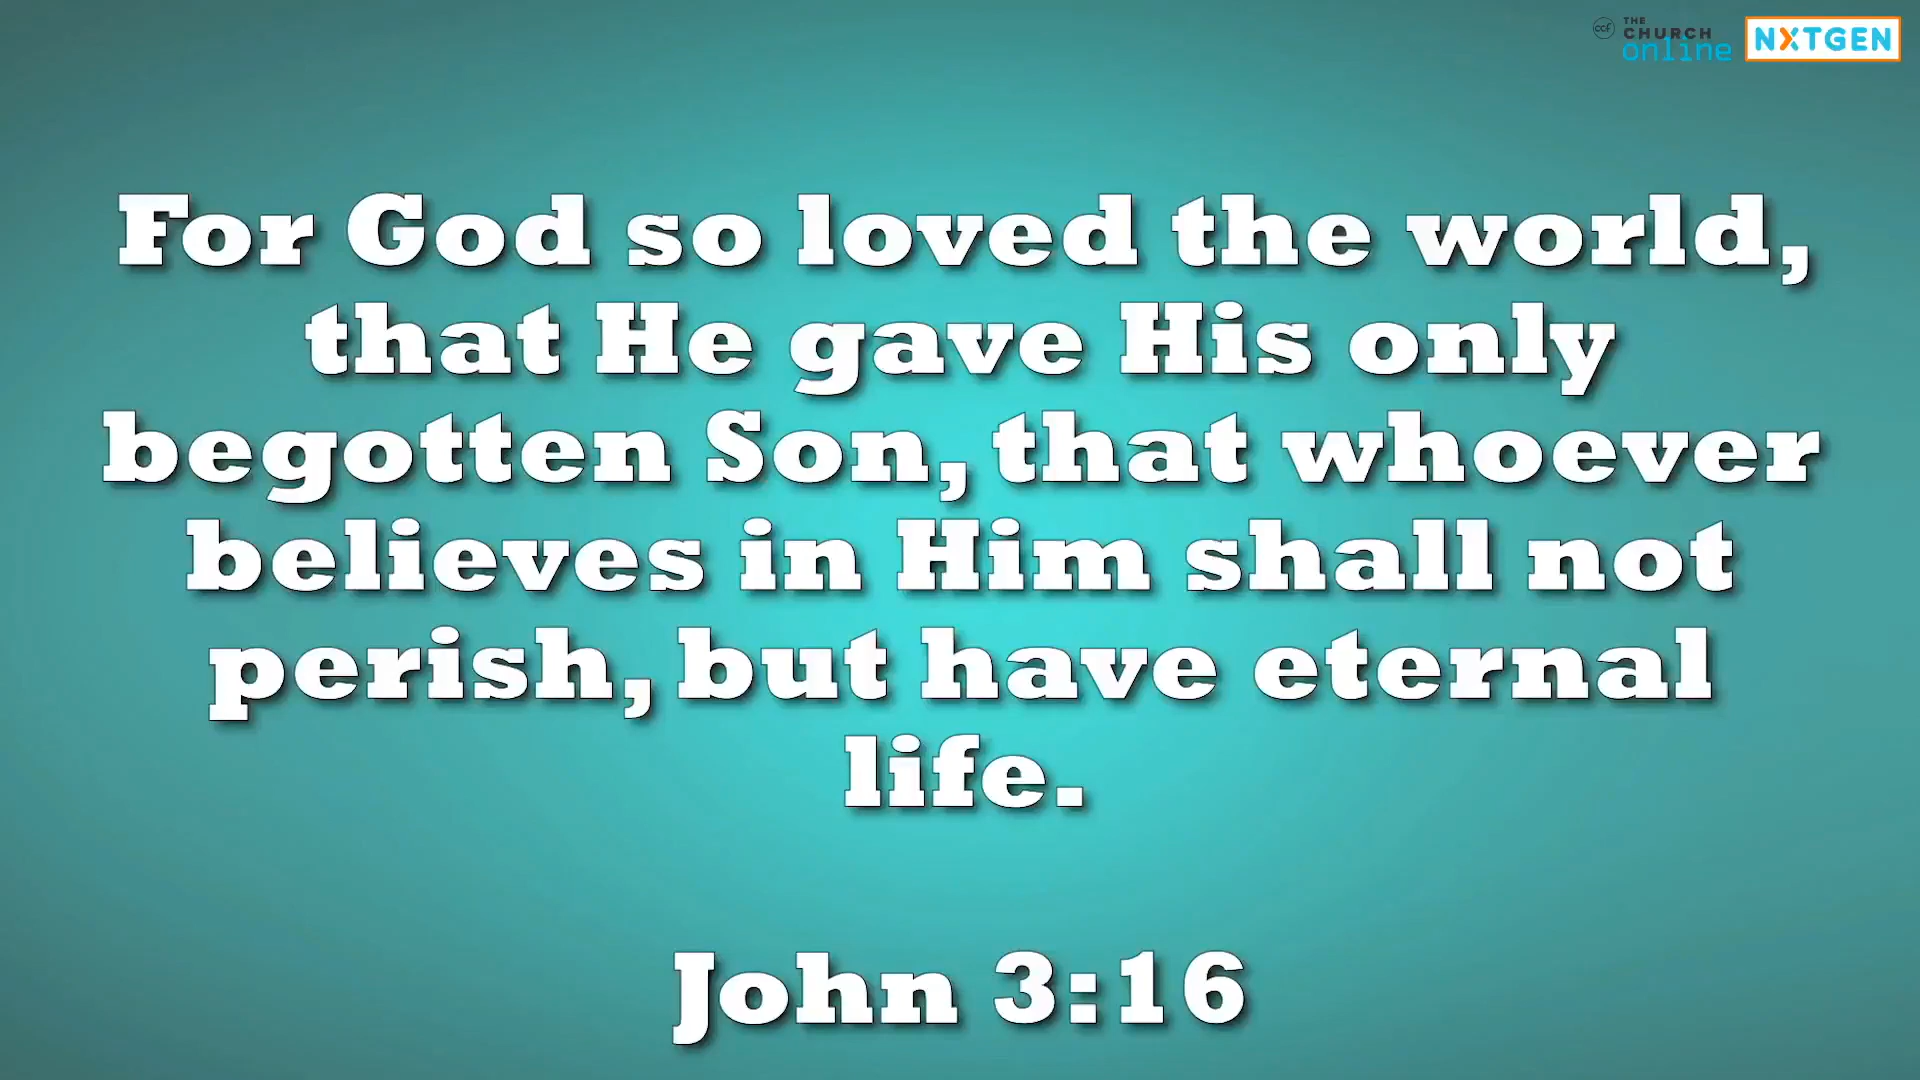 ccf THE CHURCH online NXTGEN
For God so loved the world,
that He gave His only
begotten Son, that whoever
believes in Him shall not
perish, but have eternal
life.
John 3:16